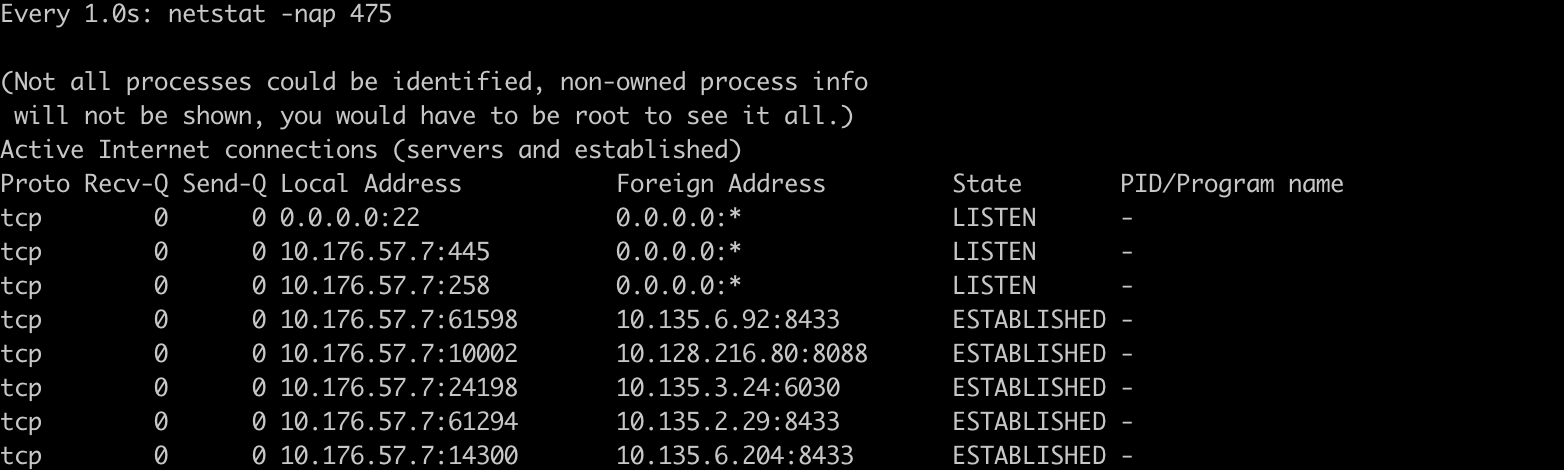 Every 1.0s: netstat -nap 475
(Not all processes could be identified, non-owned process info
 will not be shown, you would have to be root to see it all.)
Active Internet connections (servers and established)
Proto Recv-Q Send-Q Local Address           Foreign Address         State       PID/Program name
tcp        0      0 0.0.0.0:22              0.0.0.0:*               LISTEN      -
tcp        0      0 10.176.57.7:445         0.0.0.0:*               LISTEN      -
tcp        0      0 10.176.57.7:258         0.0.0.0:*               LISTEN      -
tcp        0      0 10.176.57.7:61598       10.135.6.92:8433        ESTABLISHED -
tcp        0      0 10.176.57.7:10002       10.128.216.80:8088      ESTABLISHED -
tcp        0      0 10.176.57.7:24198       10.135.3.24:6030        ESTABLISHED -
tcp        0      0 10.176.57.7:61294       10.135.2.29:8433        ESTABLISHED -
tcp        0      0 10.176.57.7:14300       10.135.6.204:8433       ESTABLISHED -